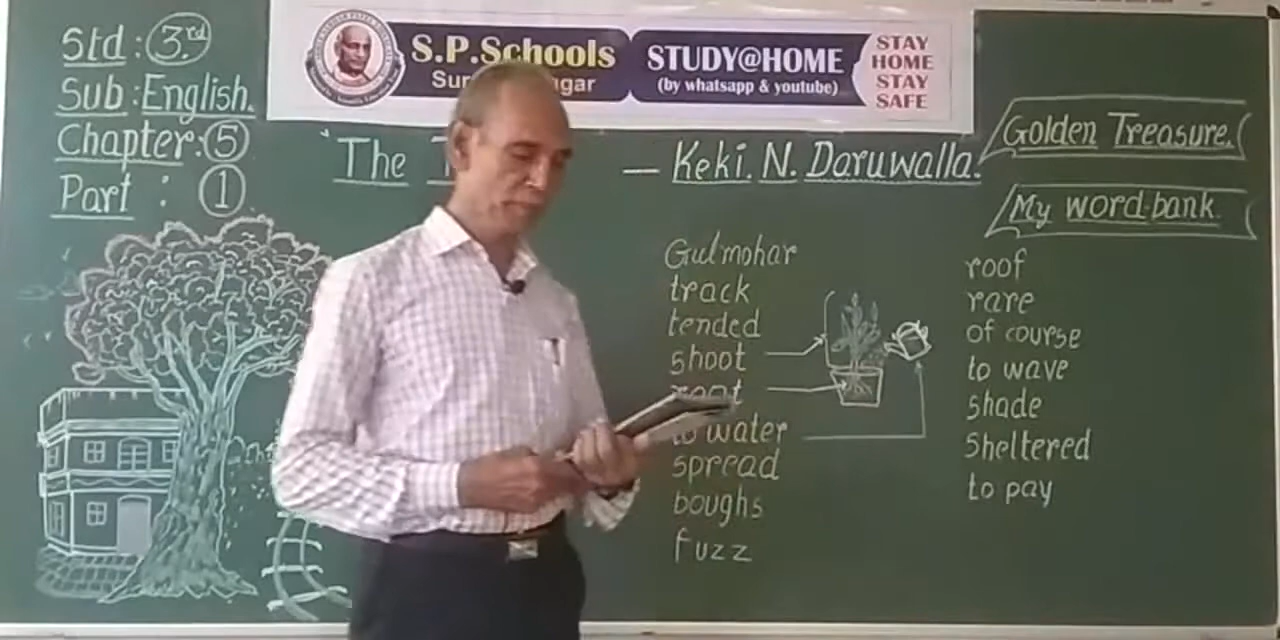 Std : 3rd
Sub : English.
Chapter: 5
Part : 1
S.P.Schools
STUDY@HOME
(by whatsapp & youtube)
STAY
HOME
STAY
SAFE
The
— Keki. N. Daruwalla.
Golden Treasure.
My word-bank.
Gulmohar
track
tended
shoot
root
to water
spread
boughs
fuzz
roof
rare
of course
to wave
shade
Sheltered
to pay